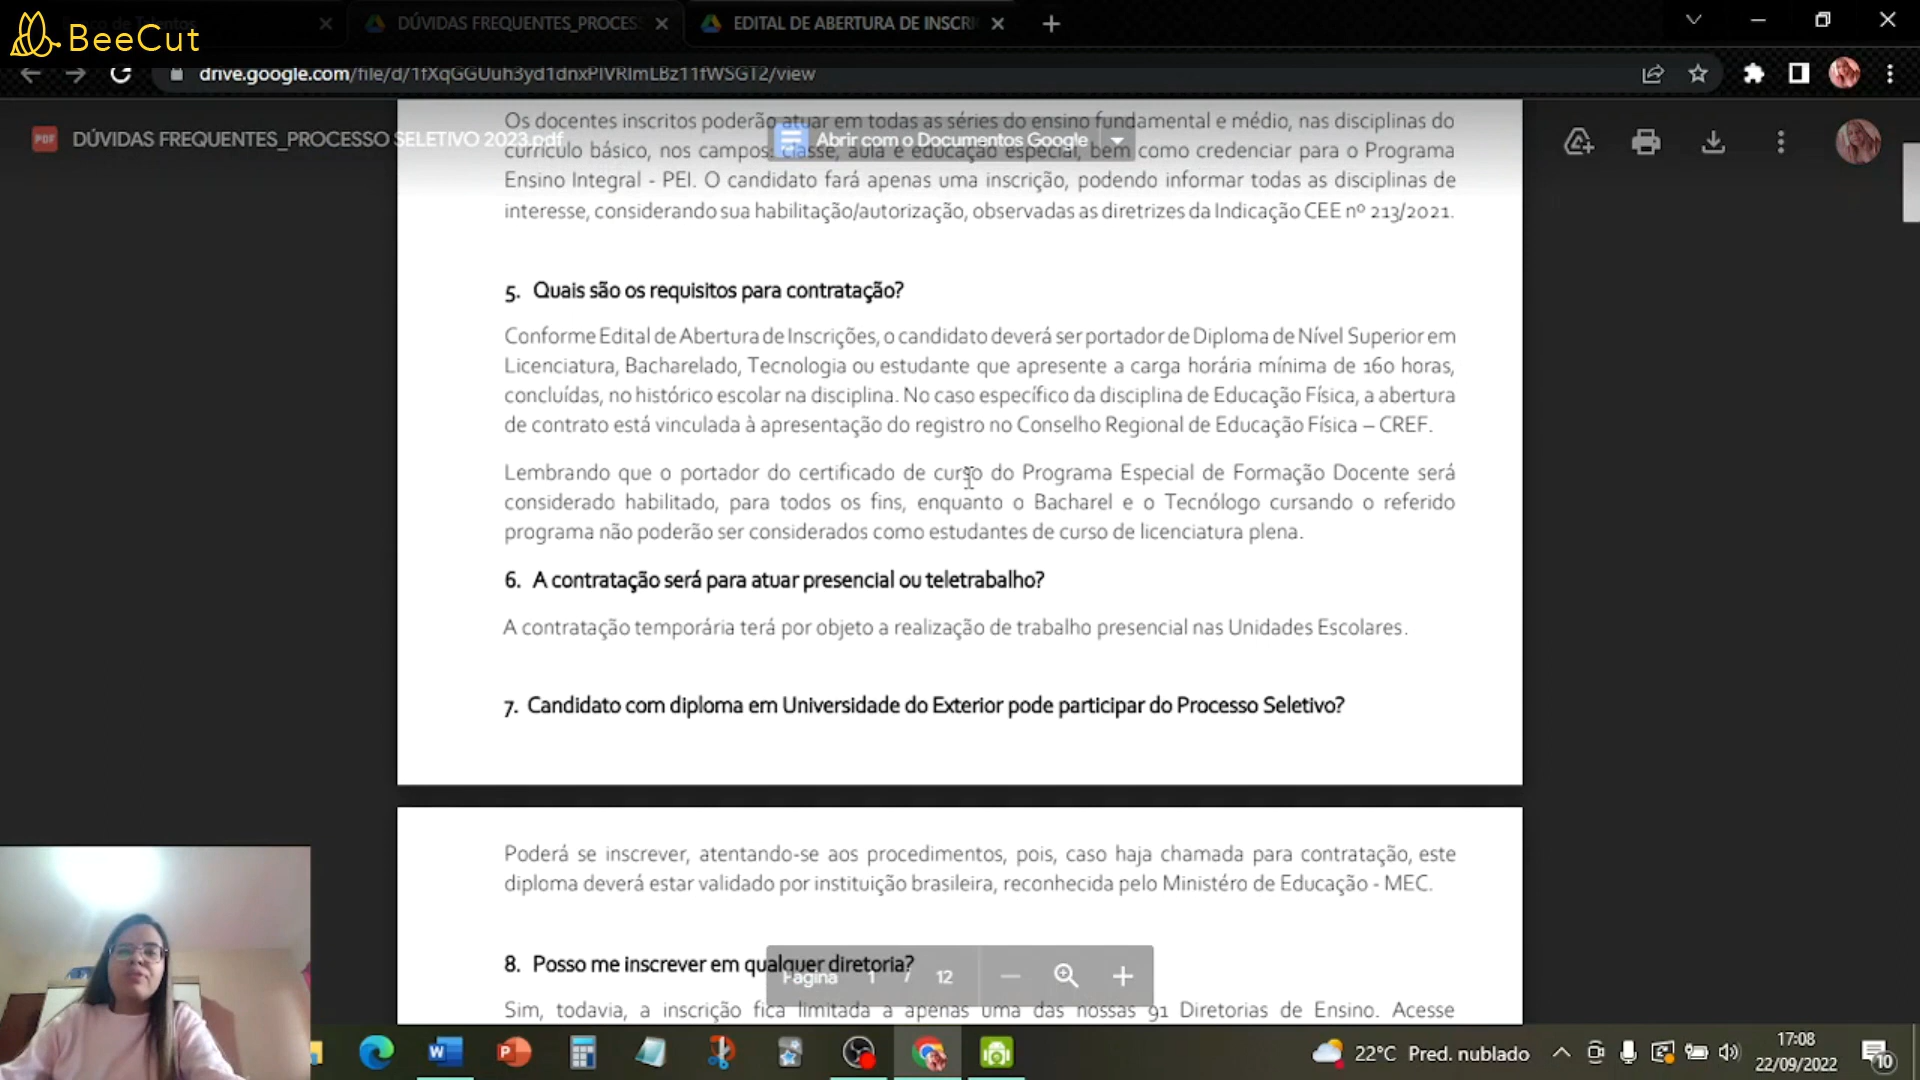 BeeCut
DÚVIDAS FREQUENTES_PROCES
EDITAL DE ABERTURA DE INSCRI
drive.google.com/file/d/1fXqGGUuh3yd1dnxPlVRlmLBz11fWSGT2/view
PDF
DÚVIDAS FREQUENTES_PROCESSO SELETIVO 2023.pdf
Abrir com o Documentos Google
Os docentes inscritos poderão atuar em todas as séries do ensino fundamental e médio, nas disciplinas do
currículo básico, nos campos: classe, aula e educação especial, bem como credenciar para o Programa
Ensino Integral - PEI. O candidato fará apenas uma inscrição, podendo informar todas as disciplinas de
interesse, considerando sua habilitação/autorização, observadas as diretrizes da Indicação CEE nº 213/2021.
5. Quais são os requisitos para contratação?
Conforme Edital de Abertura de Inscrições, o candidato deverá ser portador de Diploma de Nível Superior em
Licenciatura, Bacharelado, Tecnologia ou estudante que apresente a carga horária mínima de 160 horas,
concluídas, no histórico escolar na disciplina. No caso específico da disciplina de Educação Física, a abertura
de contrato está vinculada à apresentação do registro no Conselho Regional de Educação Física – CREF.
Lembrando que o portador do certificado de curso do Programa Especial de Formação Docente será
considerado habilitado, para todos os fins, enquanto o Bacharel e o Tecnólogo cursando o referido
programa não poderão ser considerados como estudantes de curso de licenciatura plena.
6. A contratação será para atuar presencial ou teletrabalho?
A contratação temporária terá por objeto a realização de trabalho presencial nas Unidades Escolares.
7. Candidato com diploma em Universidade do Exterior pode participar do Processo Seletivo?
Poderá se inscrever, atentando-se aos procedimentos, pois, caso haja chamada para contratação, este
diploma deverá estar validado por instituição brasileira, reconhecida pelo Ministéro de Educação - MEC.
8. Posso me inscrever em qualquer diretoria?
Página 1 / 12
Sim, todavia, a inscrição fica limitada a apenas uma das nossas 91 Diretorias de Ensino. Acesse
22°C Pred. nublado
17:08
22/09/2022
10